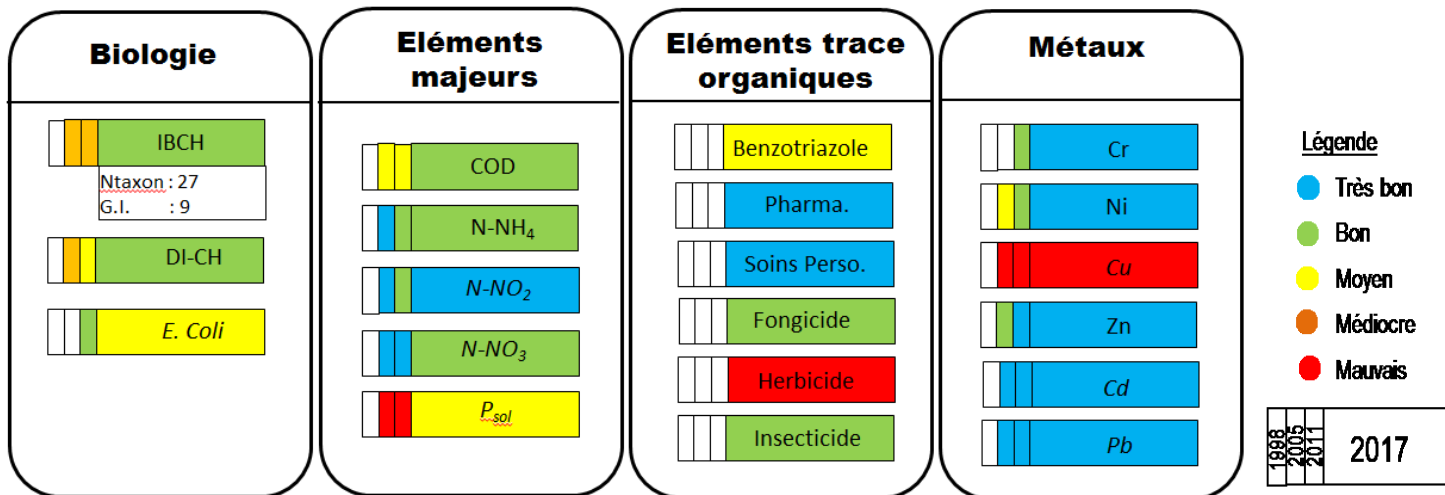 Biologie
IBCH
Ntaxon : 27
G.I. : 9
DI-CH
E. Coli
Eléments
majeurs
COD
N-NH4
N-NO2
N-NO3
Psol
Eléments trace
organiques
Benzotriazole
Pharma.
Soins Perso.
Fongicide
Herbicide
Insecticide
Métaux
Cr
Ni
Cu
Zn
Cd
Pb
Légende
Très bon
Bon
Moyen
Médiocre
Mauvais
1998
2005
2011
2017